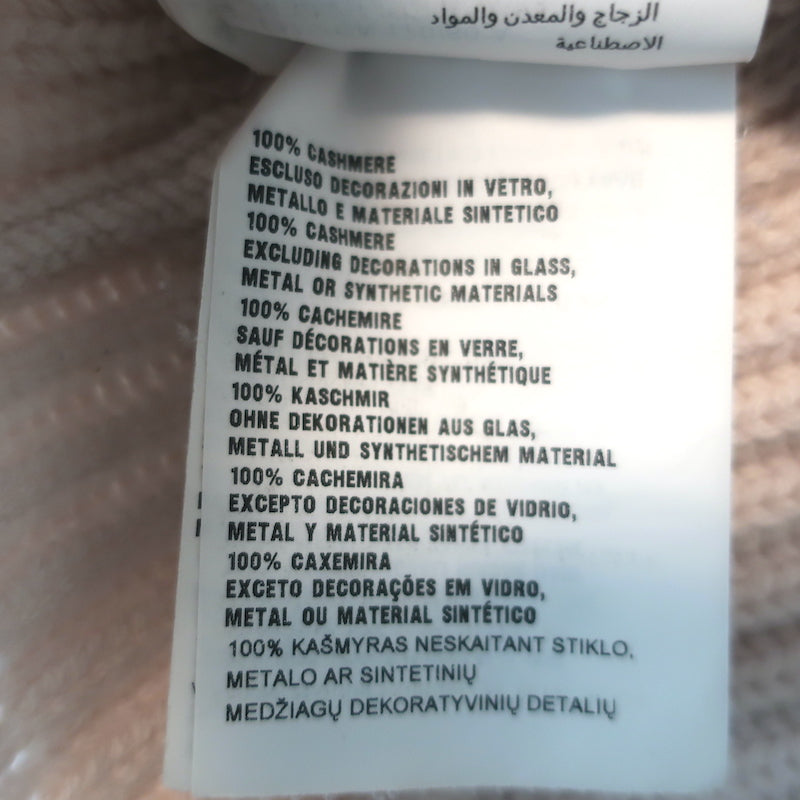 الزجاج والمعدن والمواد
الاصطناعية
100% CASHMERE
ESCLUSO DECORAZIONI IN VETRO,
METALLO E MATERIALE SINTETICO
100% CASHMERE
EXCLUDING DECORATIONS IN GLASS,
METAL OR SYNTHETIC MATERIALS
100% CACHEMIRE
SAUF DÉCORATIONS EN VERRE,
MÉTAL ET MATIÈRE SYNTHÉTIQUE
100% KASCHMIR
OHNE DEKORATIONEN AUS GLAS,
METALL UND SYNTHETISCHEM MATERIAL
100% CACHEMIRA
EXCEPTO DECORACIONES DE VIDRIO,
METAL Y MATERIAL SINTÉTICO
100% CAXEMIRA
EXCETO DECORAÇÕES EM VIDRO,
METAL OU MATERIAL SINTÉTICO
100% KAŠMYRAS NESKAITANT STIKLO,
METALO AR SINTETINIŲ
MEDŽIAGŲ DEKORATYVINIŲ DETALIŲ